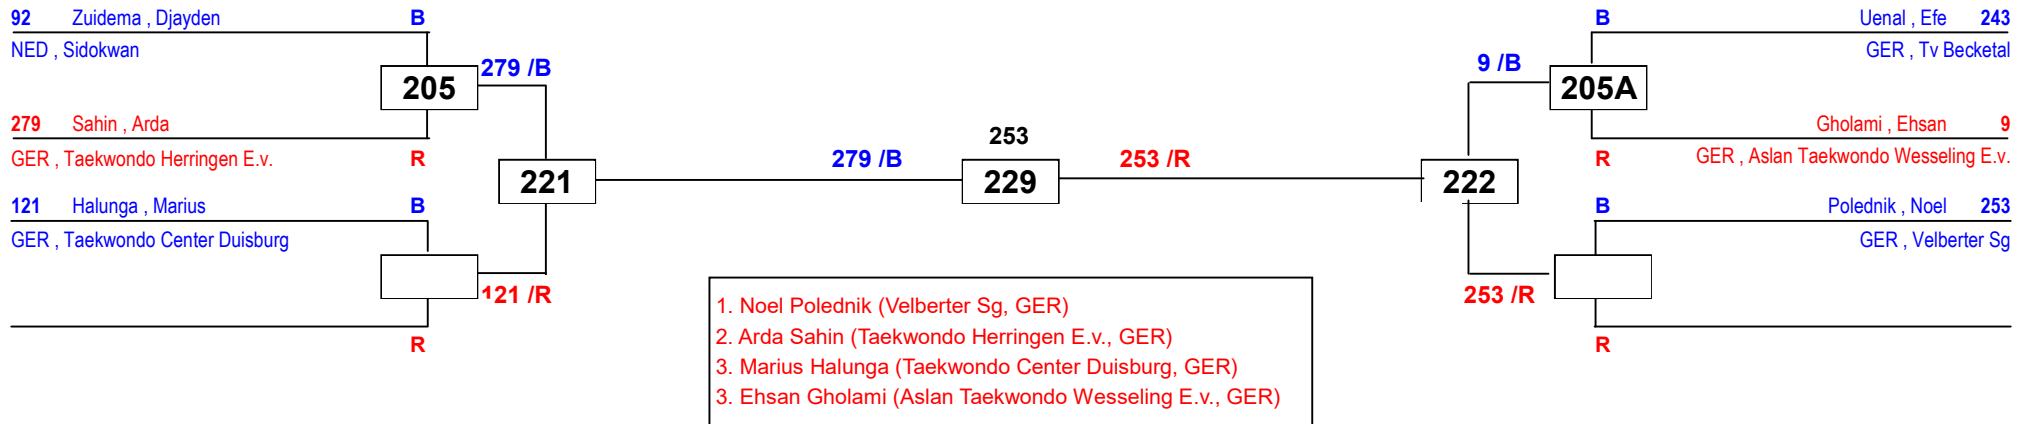 92 Zuidema , Djayden B
NED , Sidokwan
205
279 /B
279 Sahin , Arda
GER , Taekwondo Herringen E.v. R
221
121 Halunga , Marius B
GER , Taekwondo Center Duisburg
121 /R
R
279 /B
253
229
253 /R
B Uenal , Efe 243
GER , Tv Becketal
9 /B
205A
Gholami , Ehsan 9
R GER , Aslan Taekwondo Wesseling E.v.
222
B Polednik , Noel 253
GER , Velberter Sg
253 /R
R
1. Noel Polednik (Velberter Sg, GER)
2. Arda Sahin (Taekwondo Herringen E.v., GER)
3. Marius Halunga (Taekwondo Center Duisburg, GER)
3. Ehsan Gholami (Aslan Taekwondo Wesseling E.v., GER)